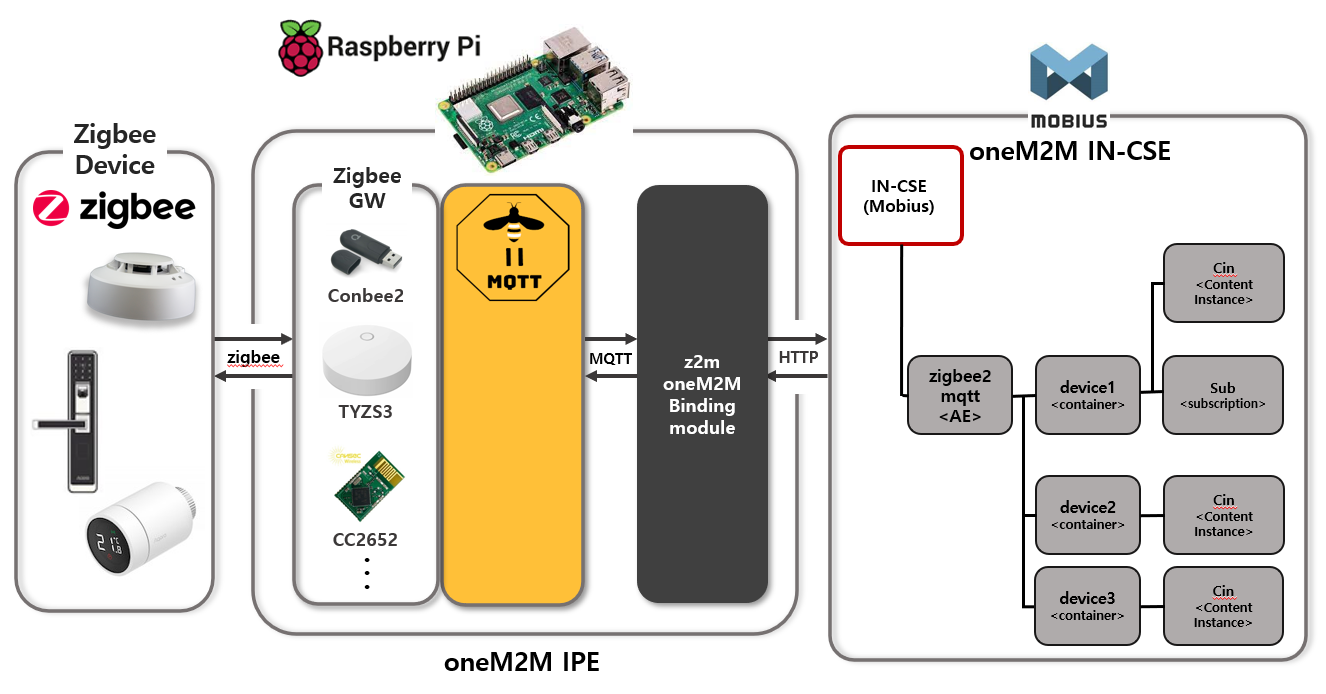 Raspberry Pi
MOBIUS
Zigbee
Device
zigbee
oneM2M IN-CSE
IN-CSE
(Mobius)
Zigbee
GW
MQTT
Conbee2
TYZS3
CC2652
zigbee
MQTT
z2m
oneM2M
Binding
module
HTTP
zigbee2
mqtt
<AE>
device1
<container>
Cin
<Content
Instance>
Sub
<subscription>
device2
<container>
Cin
<Content
Instance>
device3
<container>
Cin
<Content
Instance>
oneM2M IPE